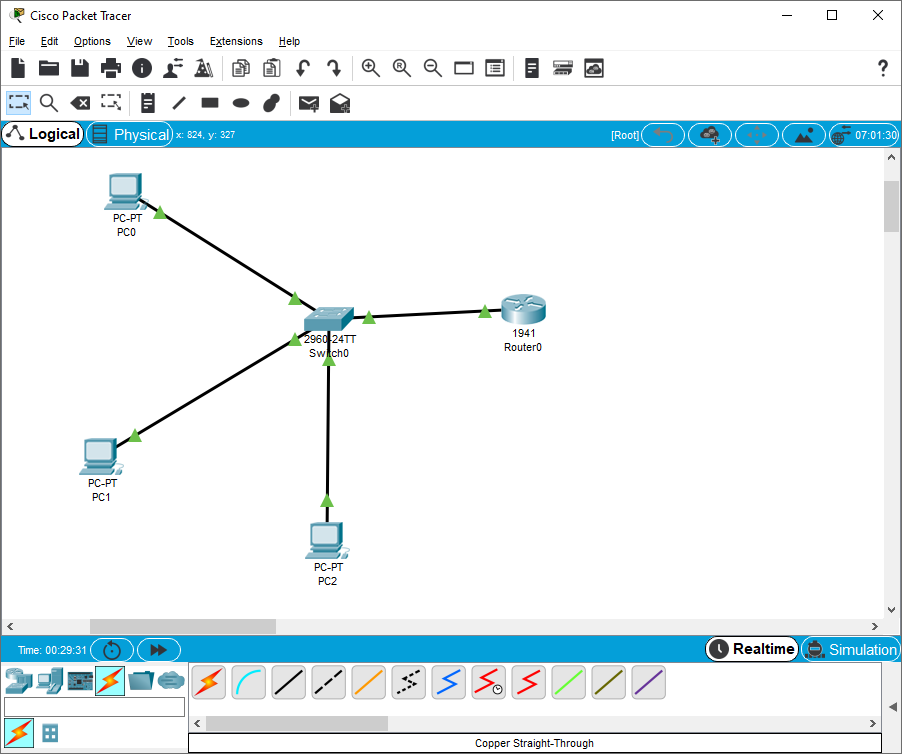 Cisco Packet Tracer
File Edit Options View Tools Extensions Help
R
?
Logical Physical x: 824, y: 327 [Root] 07:01:30
PC-PT
PC0
1941
Router0
2960-24TT
Switch0
PC-PT
PC1
PC-PT
PC2
Time: 00:29:31 Realtime Simulation
Copper Straight-Through